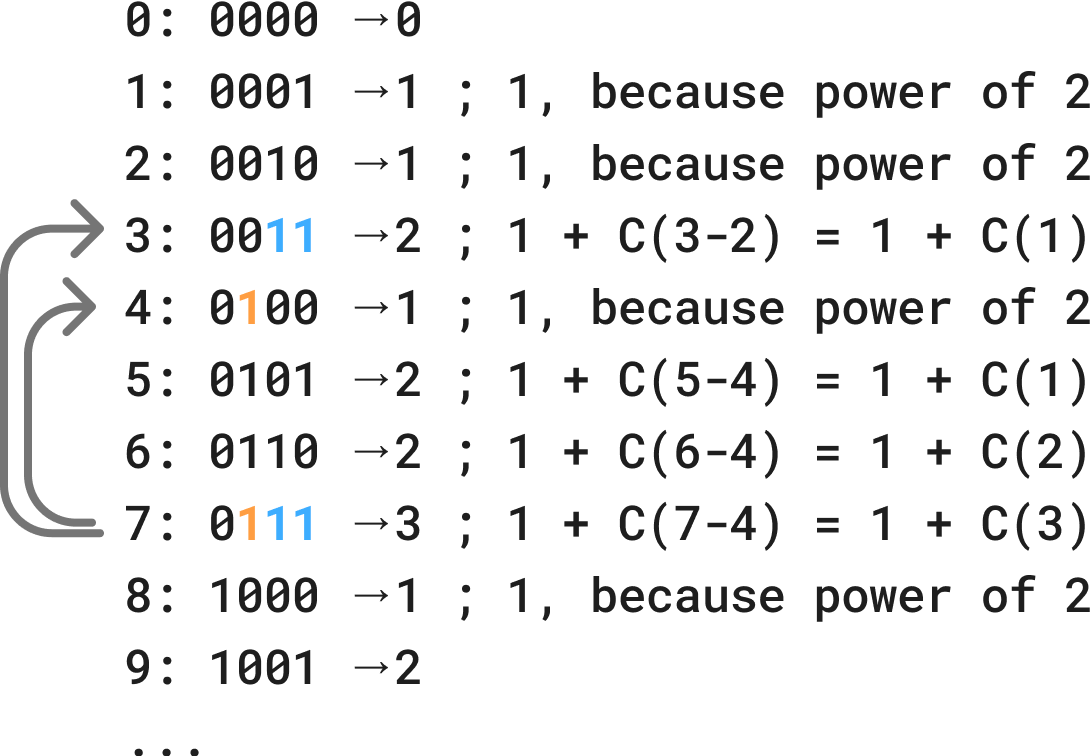 0: 0000 →0
1: 0001 →1 ; 1, because power of 2
2: 0010 →1 ; 1, because power of 2
3: 0011 →2 ; 1 + C(3-2) = 1 + C(1)
4: 0100 →1 ; 1, because power of 2
5: 0101 →2 ; 1 + C(5-4) = 1 + C(1)
6: 0110 →2 ; 1 + C(6-4) = 1 + C(2)
7: 0111 →3 ; 1 + C(7-4) = 1 + C(3)
8: 1000 →1 ; 1, because power of 2
9: 1001 →2
...